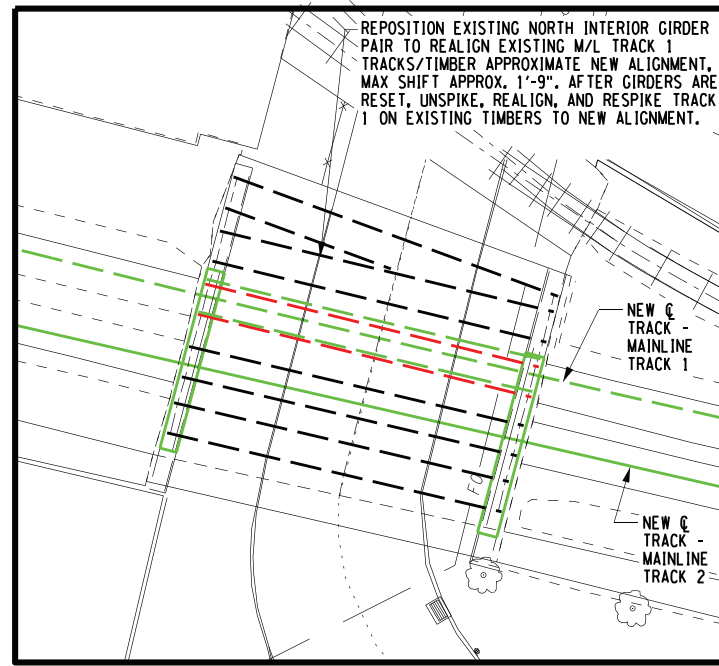 REPOSITION EXISTING NORTH INTERIOR GIRDER
PAIR TO REALIGN EXISTING M/L TRACK 1
TRACKS/TIMBER APPROXIMATE NEW ALIGNMENT,
MAX SHIFT APPROX. 1'-9". AFTER GIRDERS ARE
RESET, UNSPIKE, REALIGN, AND RESPIKE TRACK
1 ON EXISTING TIMBERS TO NEW ALIGNMENT.
NEW ℄
TRACK -
MAINLINE
TRACK 1
FO
NEW ℄
TRACK -
MAINLINE
TRACK 2